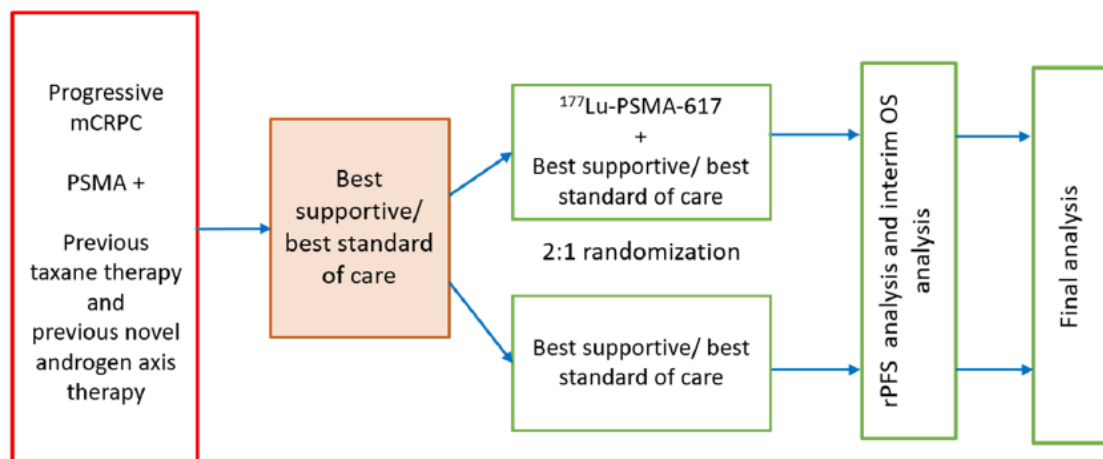 Progressive
mCRPC
PSMA +
Previous
taxane therapy
and
previous novel
androgen axis
therapy
Best
supportive/
best standard
of care
¹⁷⁷Lu-PSMA-617
+
Best supportive/ best
standard of care
2:1 randomization
Best supportive/ best
standard of care
rPFS analysis and interim OS
analysis
Final analysis